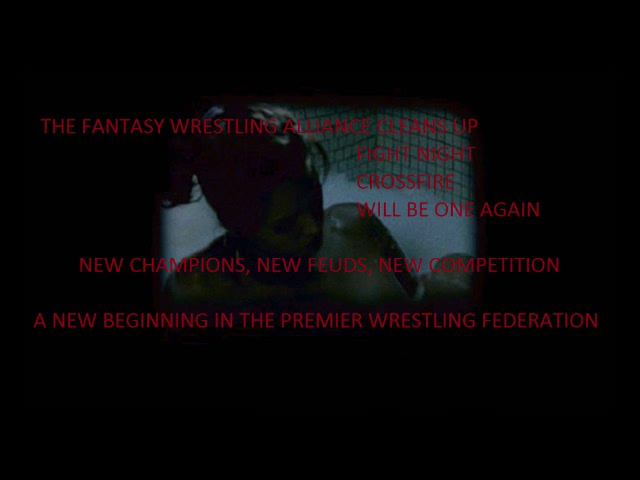 THE FANTASY WRESTLING ALLIANCE CLEANS UP
FIGHT NIGHT
CROSSFIRE
WILL BE ONE AGAIN
NEW CHAMPIONS, NEW FEUDS, NEW COMPETITION
A NEW BEGINNING IN THE PREMIER WRESTLING FEDERATION